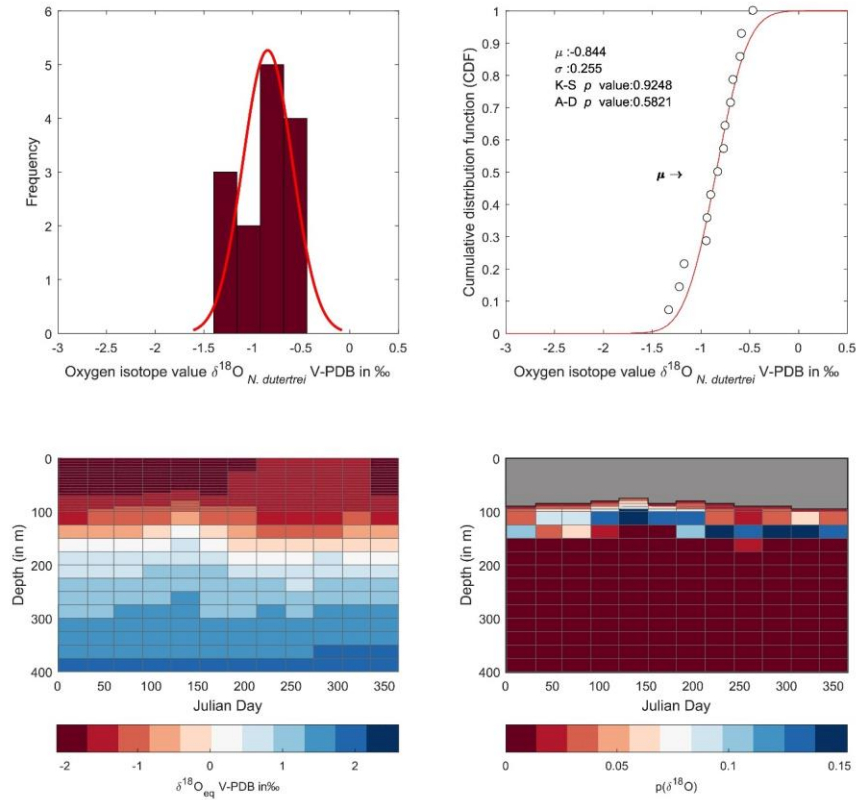 6
5
4
3
2
1
0
Frequency
-3 -2.5 -2 -1.5 -1 -0.5 0 0.5
Oxygen isotope value δ¹⁸O N. dutertrei V-PDB in ‰
1
0.9
0.8
0.7
0.6
0.5
0.4
0.3
0.2
0.1
0
Cumulative distribution function (CDF)
μ :-0.844
σ :0.255
K-S p value:0.9248
A-D p value:0.5821
μ →
-3 -2.5 -2 -1.5 -1 -0.5 0 0.5
Oxygen isotope value δ¹⁸O N. dutertrei V-PDB in ‰
0
100
200
300
400
Depth (in m)
0 50 100 150 200 250 300 350
Julian Day
-2 -1 0 1 2
δ¹⁸Oeq V-PDB in‰
0
100
200
300
400
Depth (in m)
0 50 100 150 200 250 300 350
Julian Day
0 0.05 0.1 0.15
p(δ¹⁸O)